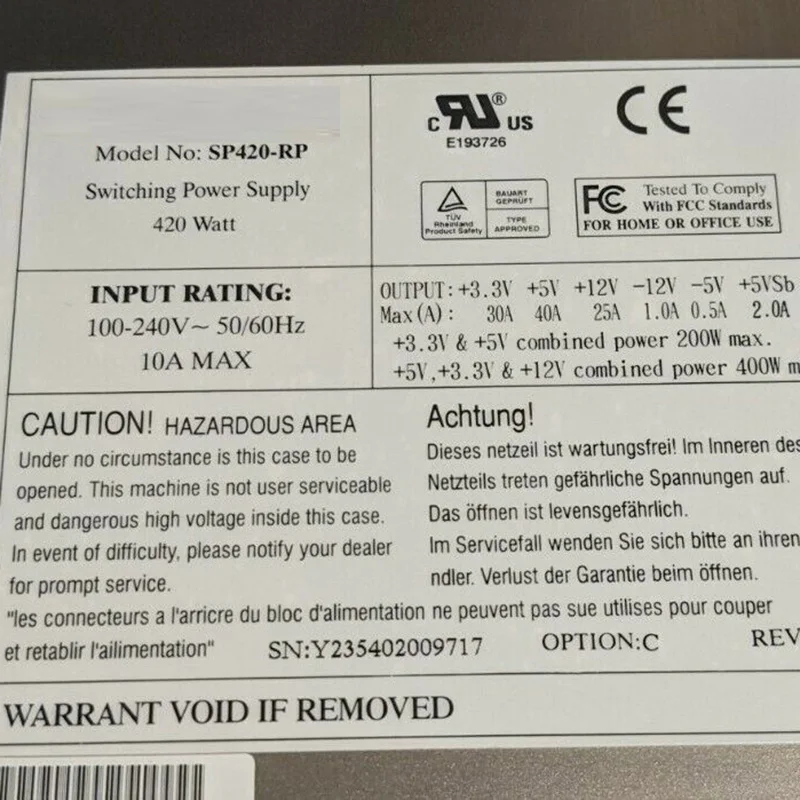 Model No: SP420-RP
Switching Power Supply
420 Watt
c RU® US
E193726
CE
TÜV
Rheinland
Product Safety
BAUART
GEPRÜFT
TYPE
APPROVED
FC Tested To Comply
With FCC Standards
FOR HOME OR OFFICE USE
INPUT RATING:
100-240V~ 50/60Hz
10A MAX
OUTPUT: +3.3V +5V +12V -12V -5V +5VSb
Max(A): 30A 40A 25A 1.0A 0.5A 2.0A
+3.3V & +5V combined power 200W max.
+5V,+3.3V & +12V combined power 400W m
CAUTION! HAZARDOUS AREA
Under no circumstance is this case to be
opened. This machine is not user serviceable
and dangerous high voltage inside this case.
In event of difficulty, please notify your dealer
for prompt service.
Achtung!
Dieses netzeil ist wartungsfrei! Im Inneren des
Netzteils treten gefährliche Spannungen auf.
Das öffnen ist levensgefährlich.
Im Servicefall wenden Sie sich bitte an ihren
ndler. Verlust der Garantie beim öffnen.
"les connecteurs a l'arricre du bloc d'alimentation ne peuvent pas sue utilises pour couper
et retablir l'ailimentation"
SN:Y235402009717 OPTION:C REV
WARRANT VOID IF REMOVED